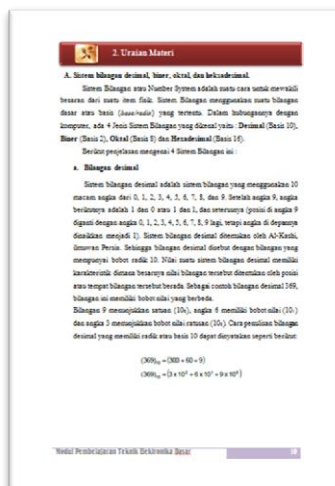 2. Uraian Materi
A. Sistem bilangan desimal, biner, oktal, dan heksadesimal.
Sistem Bilangan atau Number System adalah suatu cara untuk mewakili
besaran dari suatu item fisik. Sistem Bilangan menggunakan suatu bilangan
dasar atau basis (base/radix) yang tertentu. Dalam hubungannya dengan
komputer, ada 4 Jenis Sistem Bilangan yang dikenal yaitu : Desimal (Basis 10),
Biner (Basis 2), Oktal (Basis 8) dan Hexadesimal (Basis 16).
Berikut penjelasan mengenai 4 Sistem Bilangan ini :
a. Bilangan desimal
Sistem bilangan desimal adalah sistem bilangan yang menggunakan 10
macam angka dari 0, 1, 2, 3, 4, 5, 6, 7, 8, dan 9. Setelah angka 9, angka
berikutnya adalah 1 dan 0 atau 1 dan 1, dan seterusnya (posisi di angka 9
diganti dengan angka 0, 1, 2, 3, 4, 5, 6, 7, 8, 9 lagi, tetapi angka di depannya
dinaikkan menjadi 1). Sistem bilangan desimal ditemukan oleh Al-Kashi,
ilmuwan Persia. Sehingga bilangan desimal disebut dengan bilangan yang
mempunyai bobot radik 10. Nilai suatu sistem bilangan desimal memiliki
karakteristik dimana besarnya nilai bilangan tersebut ditentukan oleh posisi
atau tempat bilangan tersebut berada. Sebagai contoh bilangan desimal 369,
bilangan ini memiliki bobot nilai yang berbeda.
Bilangan 9 menunjukkan satuan (10₀), angka 6 memiliki bobot nilai (10₁)
dan angka 3 menunjukkan bobot nilai ratusan (10₂). Cara penulisan bilangan
desimal yang memiliki radik atau basis 10 dapat dinyatakan seperti berikut:
(369)₁₀ = (300 + 60 + 9)
(369)₁₀ = (3 x 10² + 6 x 10¹ + 9 x 10⁰)
Modul Pembelajaran Teknik Elektronika Dasar